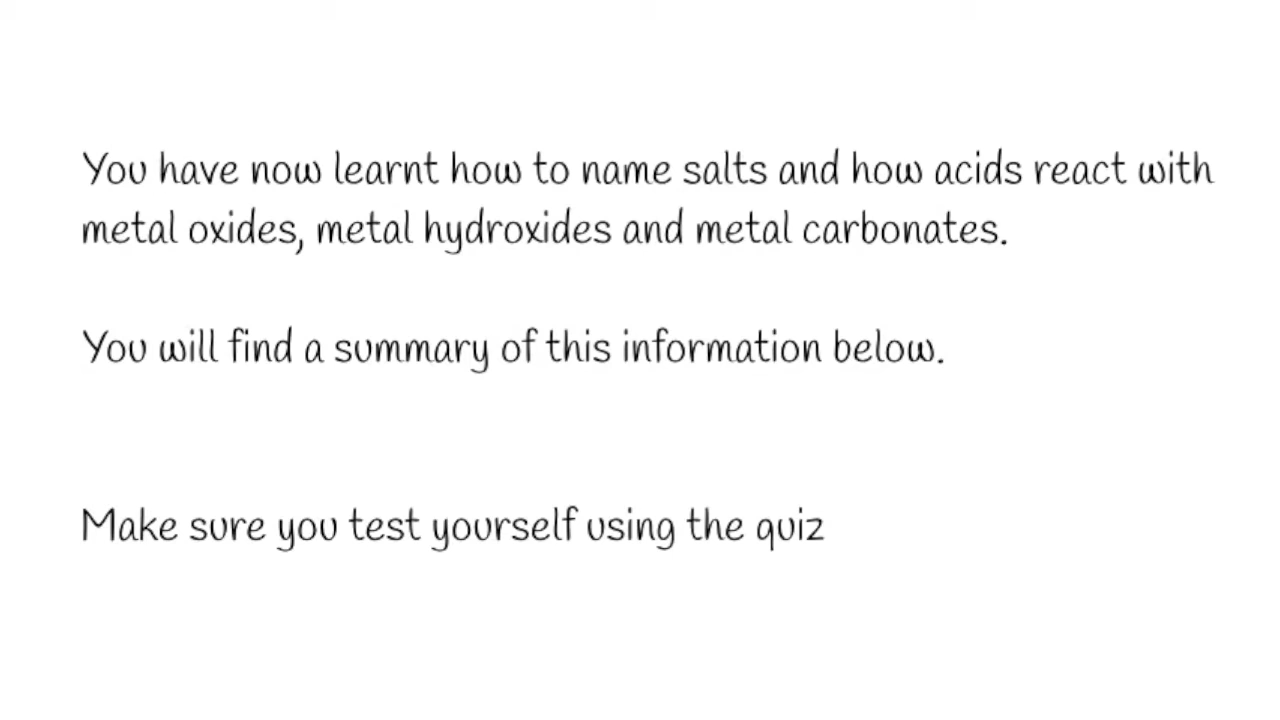 You have now learnt how to name salts and how acids react with
metal oxides, metal hydroxides and metal carbonates.
You will find a summary of this information below.
Make sure you test yourself using the quiz